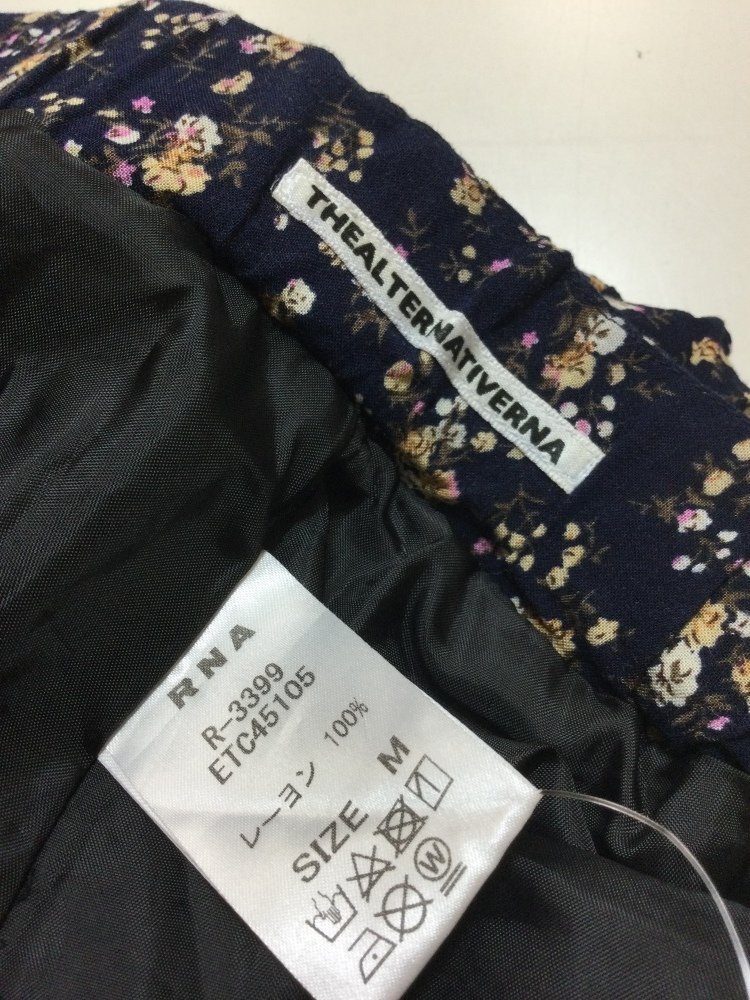 THEALTERNATIVERNA
RNA
R-3399
ETC45105
レーヨン 100%
SIZE M
W